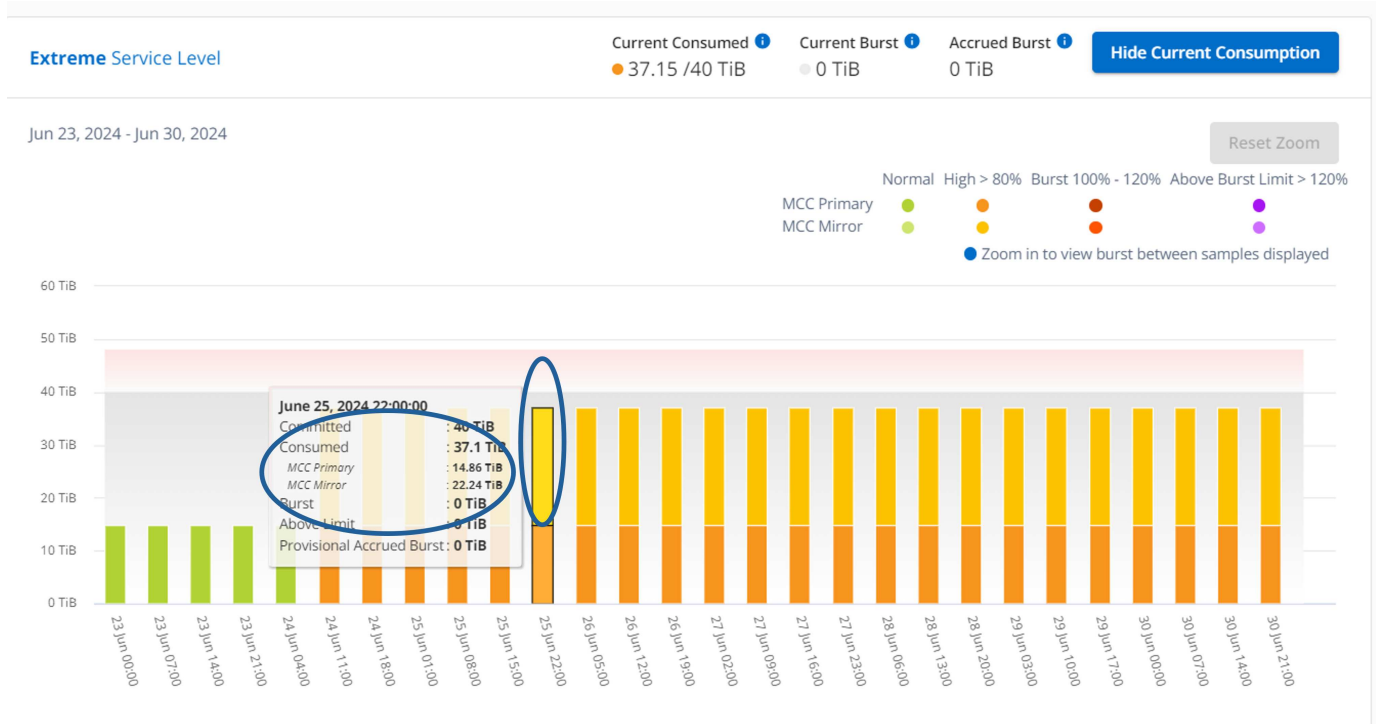 Extreme Service Level
Current Consumed
37.15 /40 TiB
Current Burst
0 TiB
Accrued Burst
0 TiB
Hide Current Consumption
Jun 23, 2024 - Jun 30, 2024
Reset Zoom
Normal High > 80% Burst 100% - 120% Above Burst Limit > 120%
MCC Primary
MCC Mirror
Zoom in to view burst between samples displayed
60 TiB
50 TiB
40 TiB
30 TiB
20 TiB
10 TiB
0 TiB
June 25, 2024 22:00:00
Committed : 40 TiB
Consumed : 37.1 TiB
MCC Primary : 14.86 TiB
MCC Mirror : 22.24 TiB
Burst : 0 TiB
Above Limit : 0 TiB
Provisional Accrued Burst : 0 TiB
23 Jun 00:00
23 Jun 07:00
23 Jun 14:00
23 Jun 21:00
24 Jun 04:00
24 Jun 11:00
24 Jun 18:00
25 Jun 01:00
25 Jun 08:00
25 Jun 15:00
25 Jun 22:00
26 Jun 05:00
26 Jun 12:00
26 Jun 19:00
27 Jun 02:00
27 Jun 09:00
27 Jun 16:00
27 Jun 23:00
28 Jun 06:00
28 Jun 13:00
28 Jun 20:00
29 Jun 03:00
29 Jun 10:00
29 Jun 17:00
30 Jun 00:00
30 Jun 07:00
30 Jun 14:00
30 Jun 21:00